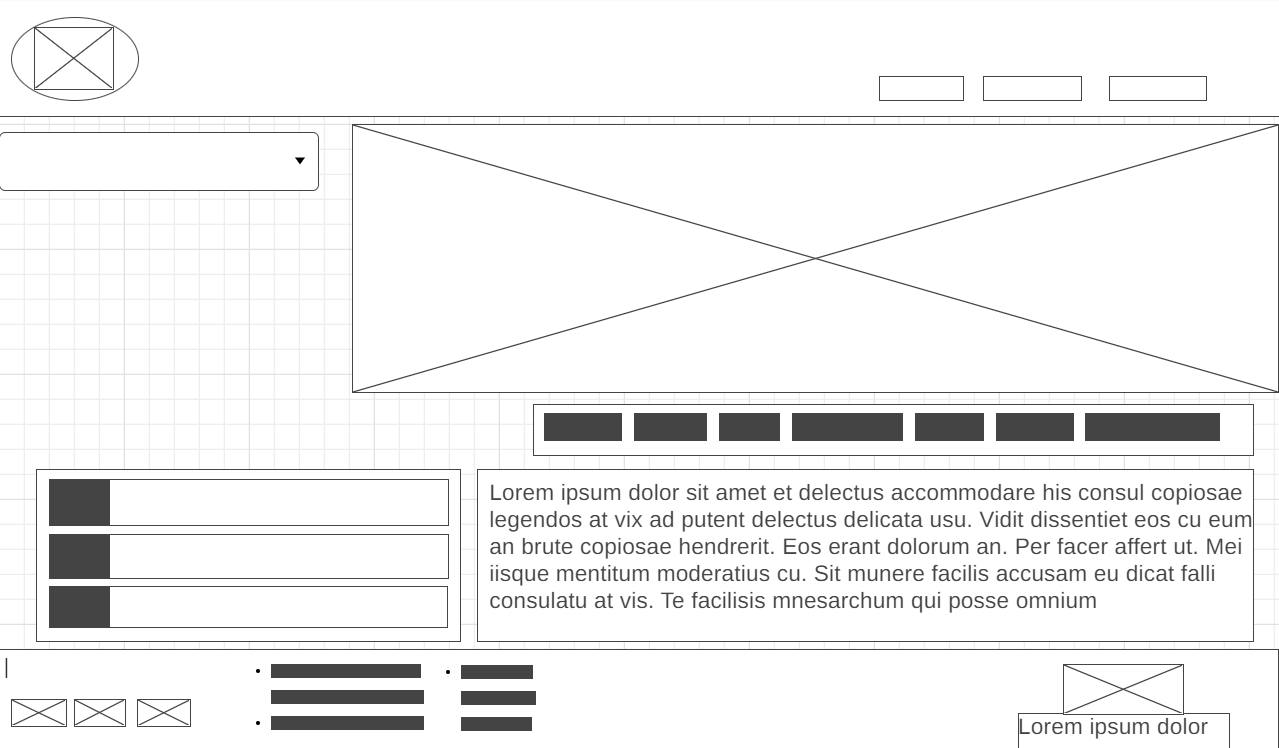 Lorem ipsum dolor sit amet et delectus accommodare his consul copiosae
legendos at vix ad putent delectus delicata usu. Vidit dissentiet eos cu eum
an brute copiosae hendrerit. Eos erant dolorum an. Per facer affert ut. Mei
iisque mentitum moderatius cu. Sit munere facilis accusam eu dicat falli
consulatu at vis. Te facilisis mnesarchum qui posse omnium
Lorem ipsum dolor